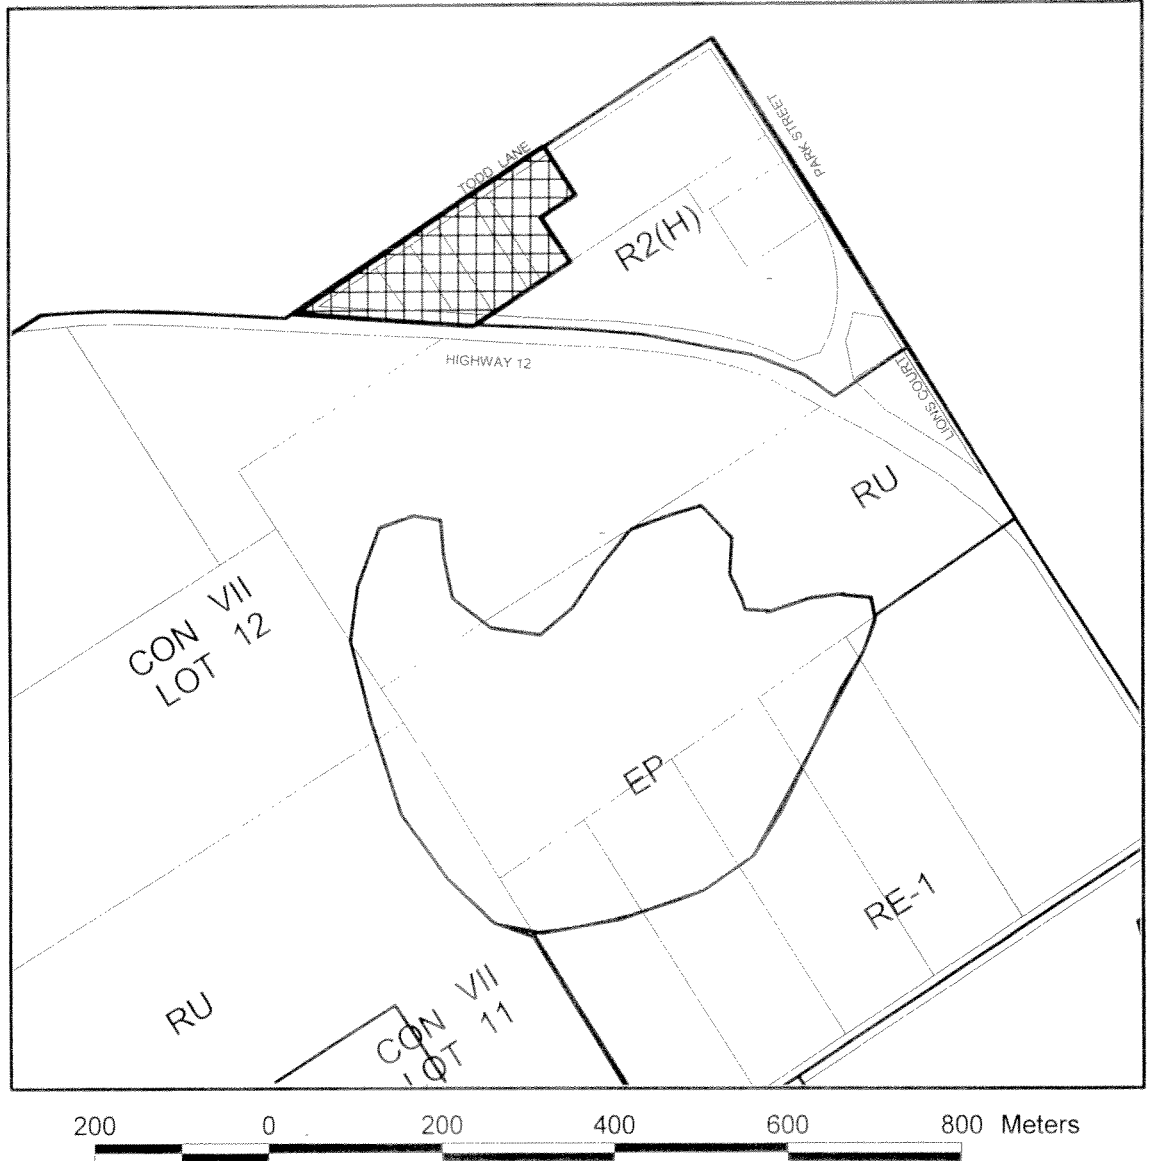 TODD LANE
PARK STREET
R2(H)
HIGHWAY 12
LIONS COURT
RU
CON VII
LOT 12
EP
RE-1
RU
CON VII
LOT 11
200 0 200 400 600 800 Meters